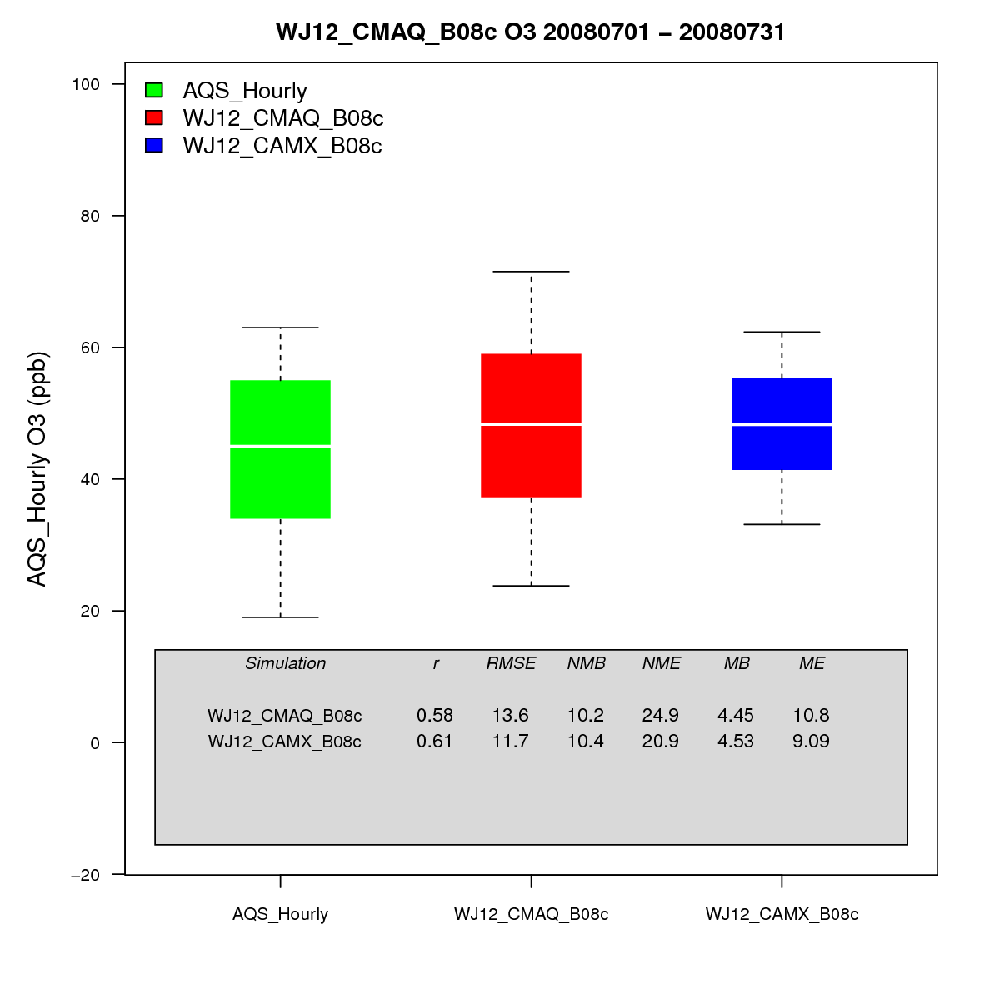 WJ12_CMAQ_B08c O3 20080701 − 20080731
AQS_Hourly
WJ12_CMAQ_B08c
WJ12_CAMX_B08c
100
80
60
40
20
0
−20
AQS_Hourly O3 (ppb)
Simulation r RMSE NMB NME MB ME
WJ12_CMAQ_B08c 0.58 13.6 10.2 24.9 4.45 10.8
WJ12_CAMX_B08c 0.61 11.7 10.4 20.9 4.53 9.09
AQS_Hourly WJ12_CMAQ_B08c WJ12_CAMX_B08c